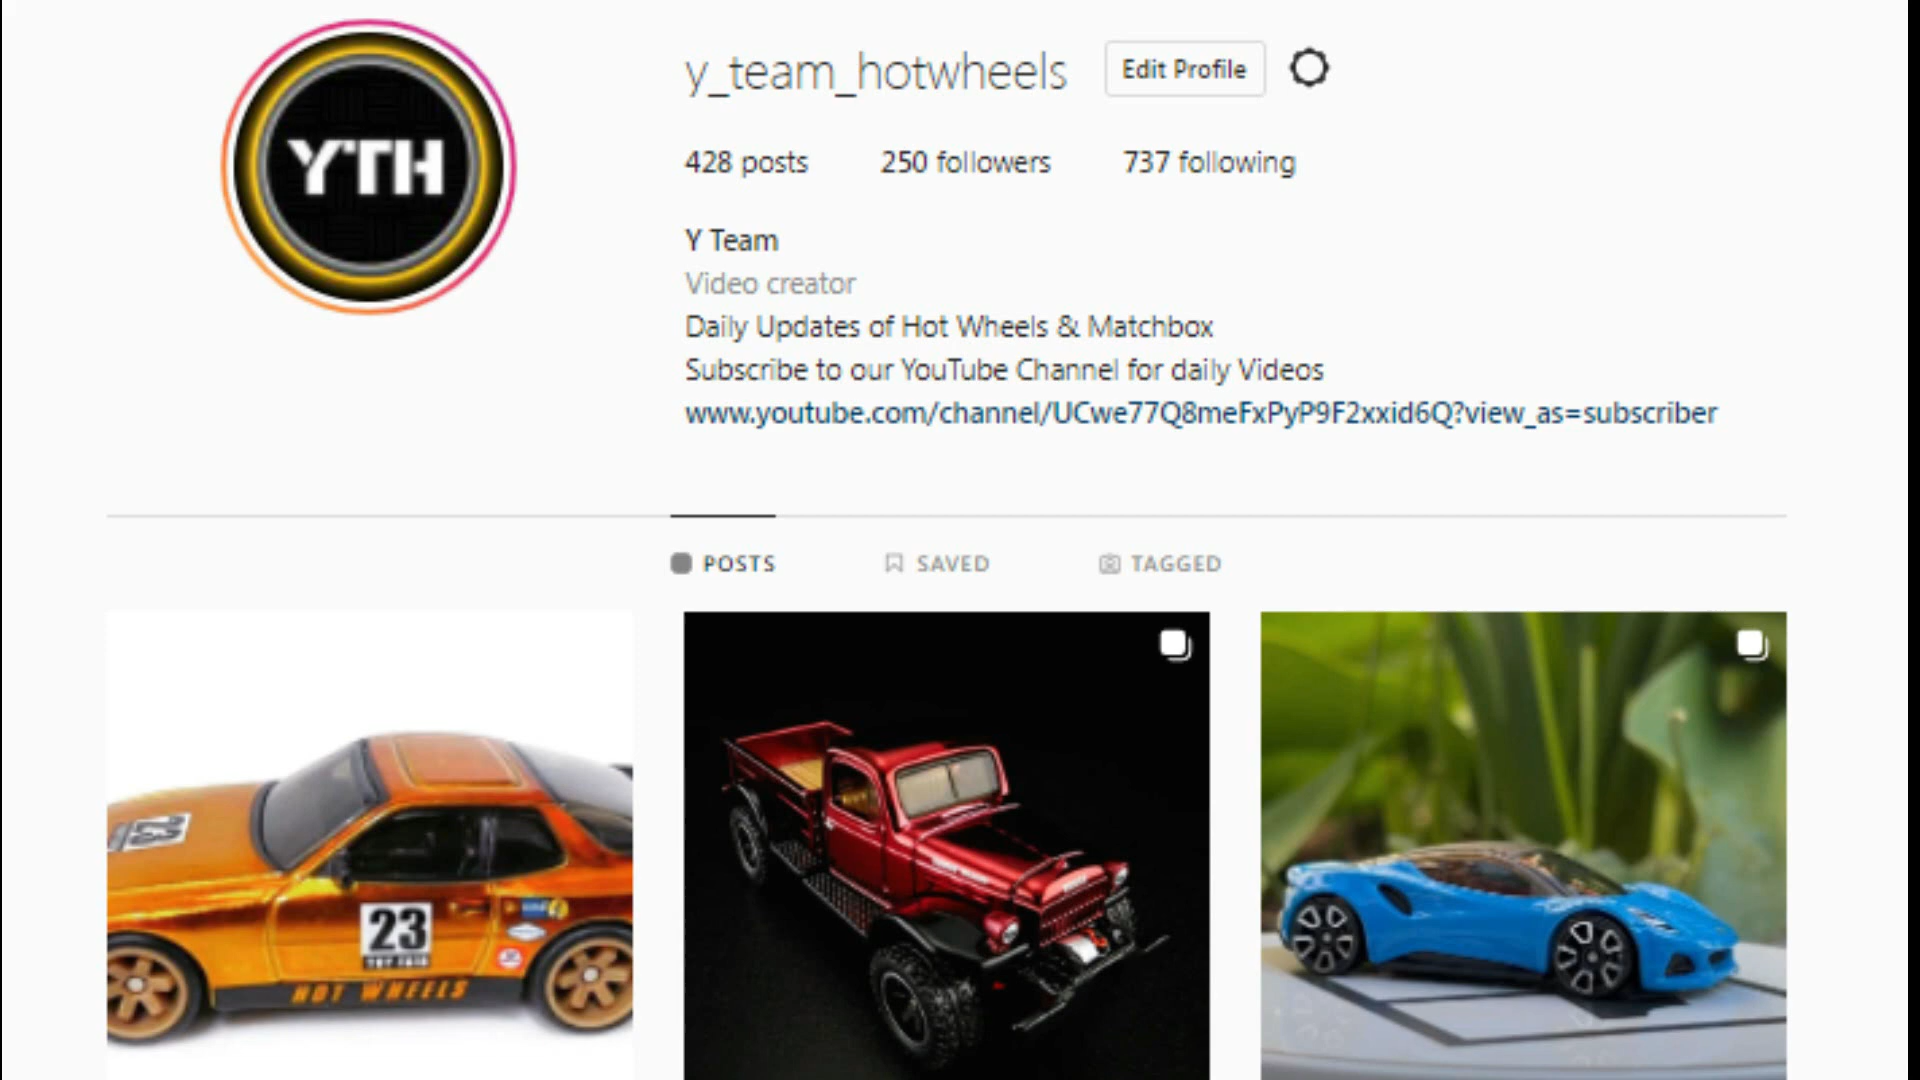 YTH
y_team_hotwheels
Edit Profile
428 posts 250 followers 737 following
Y Team
Video creator
Daily Updates of Hot Wheels & Matchbox
Subscribe to our YouTube Channel for daily Videos
www.youtube.com/channel/UCwe77Q8meFxPyP9F2xxid6Q?view_as=subscriber
POSTS SAVED TAGGED
23
23
HOT WHEELS